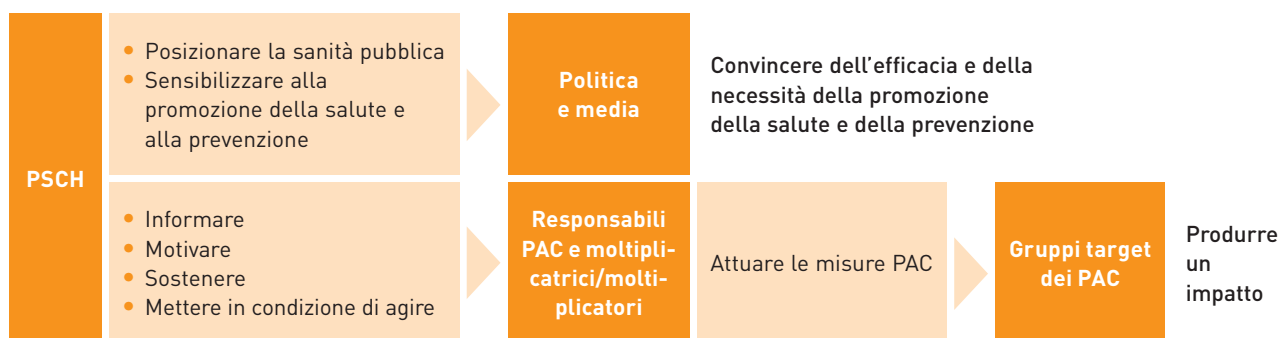 PSCH
• Posizionare la sanità pubblica
• Sensibilizzare alla
promozione della salute e
alla prevenzione
Politica
e media
Convincere dell'efficacia e della
necessità della promozione
della salute e della prevenzione
• Informare
• Motivare
• Sostenere
• Mettere in condizione di agire
Responsabili
PAC e moltipli-
catrici/molti-
plicatori
Attuare le misure PAC
Gruppi target
dei PAC
Produrre
un
impatto